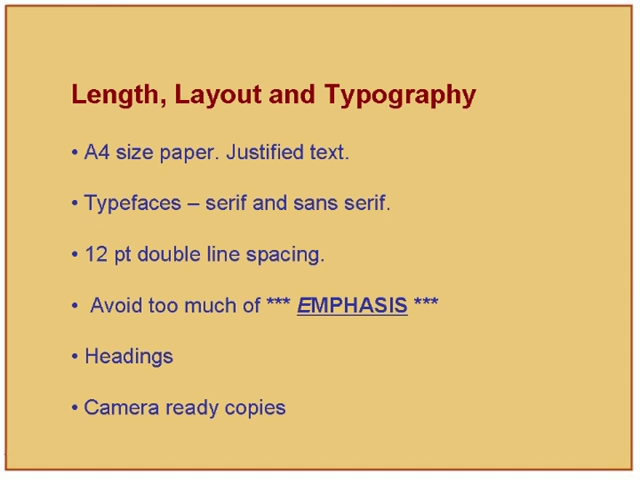 Length, Layout and Typography
• A4 size paper. Justified text.
• Typefaces – serif and sans serif.
• 12 pt double line spacing.
• Avoid too much of *** EMPHASIS ***
• Headings
• Camera ready copies